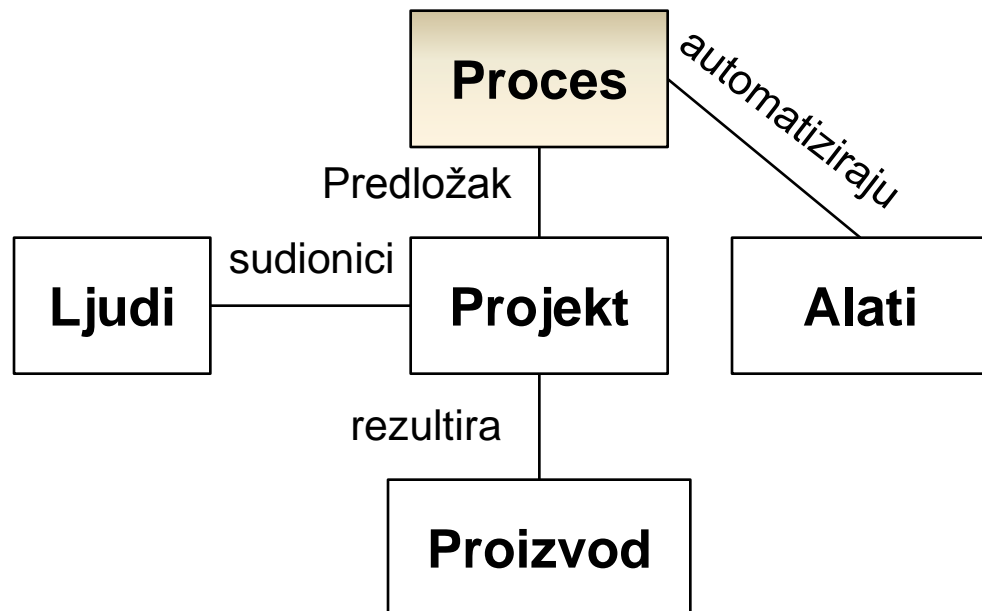 Proces
automatiziraju
Predložak
sudionici
Ljudi
Projekt
Alati
rezultira
Proizvod